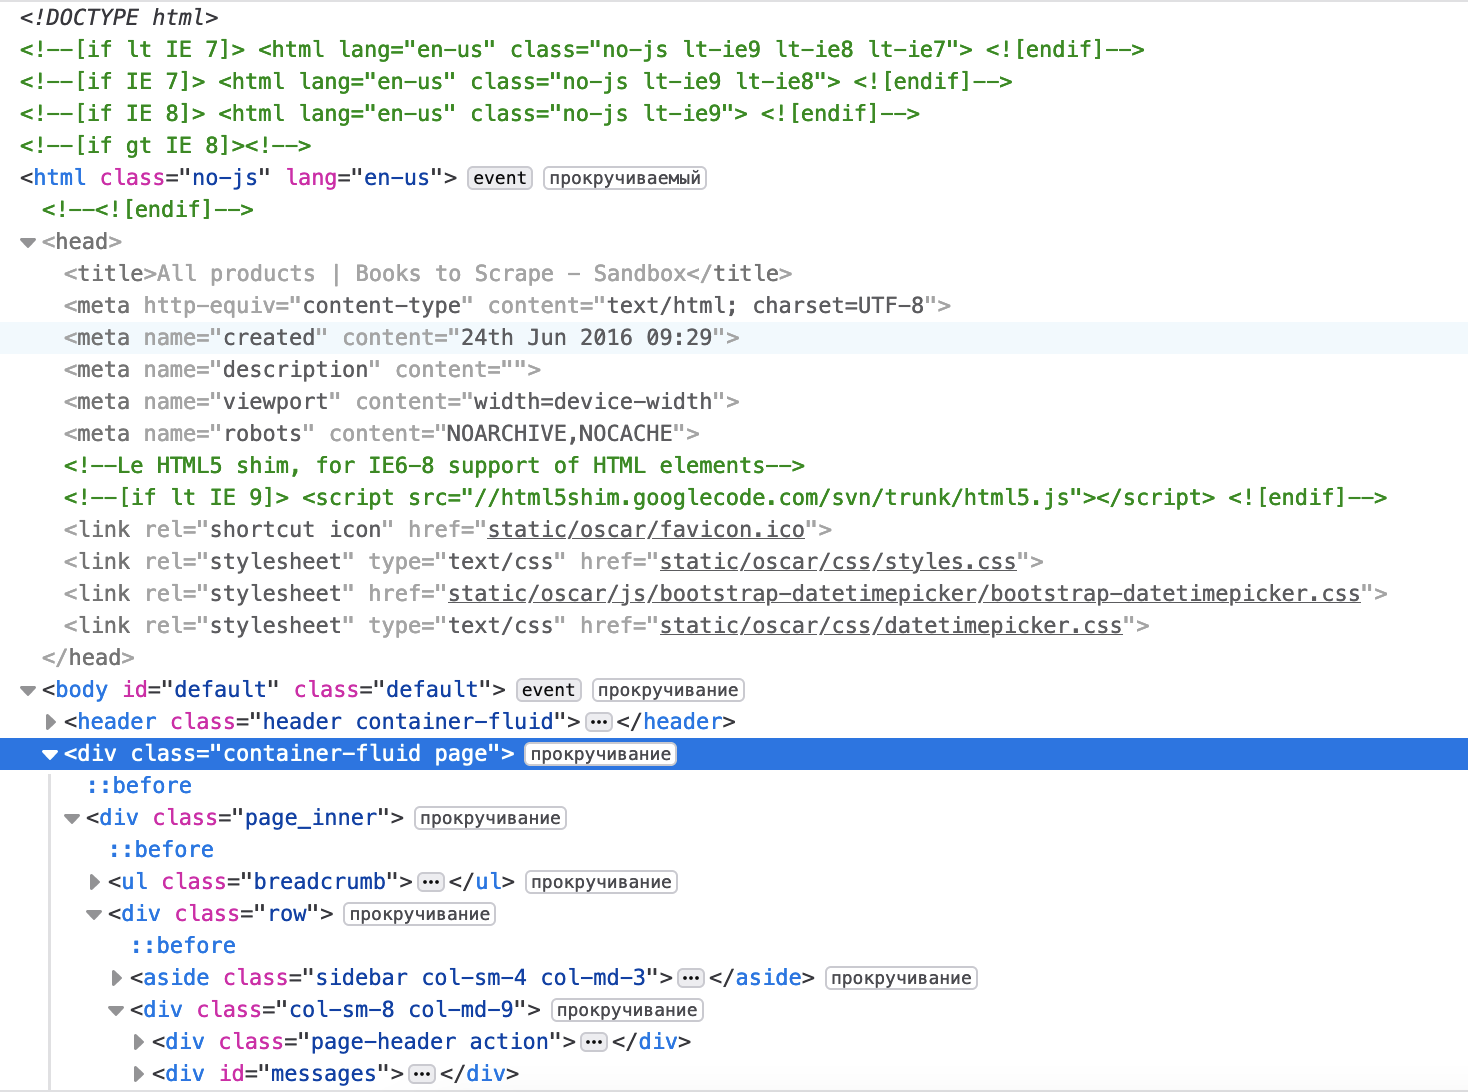 <!DOCTYPE html>
<!--[if lt IE 7]> <html lang="en-us" class="no-js lt-ie9 lt-ie8 lt-ie7"> <![endif]-->
<!--[if IE 7]> <html lang="en-us" class="no-js lt-ie9 lt-ie8"> <![endif]-->
<!--[if IE 8]> <html lang="en-us" class="no-js lt-ie9"> <![endif]-->
<!--[if gt IE 8]><!-->
<html class="no-js" lang="en-us"> event прокручиваемый
<!--<![endif]-->
<head>
<title>All products | Books to Scrape - Sandbox</title>
<meta http-equiv="content-type" content="text/html; charset=UTF-8">
<meta name="created" content="24th Jun 2016 09:29">
<meta name="description" content="">
<meta name="viewport" content="width=device-width">
<meta name="robots" content="NOARCHIVE,NOCACHE">
<!--Le HTML5 shim, for IE6-8 support of HTML elements-->
<!--[if lt IE 9]> <script src="//html5shim.googlecode.com/svn/trunk/html5.js"></script> <![endif]-->
<link rel="shortcut icon" href="static/oscar/favicon.ico">
<link rel="stylesheet" type="text/css" href="static/oscar/css/styles.css">
<link rel="stylesheet" href="static/oscar/js/bootstrap-datetimepicker/bootstrap-datetimepicker.css">
<link rel="stylesheet" type="text/css" href="static/oscar/css/datetimepicker.css">
</head>
<body id="default" class="default"> event прокручивание
<header class="header container-fluid">…</header>
<div class="container-fluid page"> прокручивание
::before
<div class="page_inner"> прокручивание
::before
<ul class="breadcrumb">…</ul> прокручивание
<div class="row"> прокручивание
::before
<aside class="sidebar col-sm-4 col-md-3">…</aside> прокручивание
<div class="col-sm-8 col-md-9"> прокручивание
<div class="page-header action">…</div>
<div id="messages">…</div>